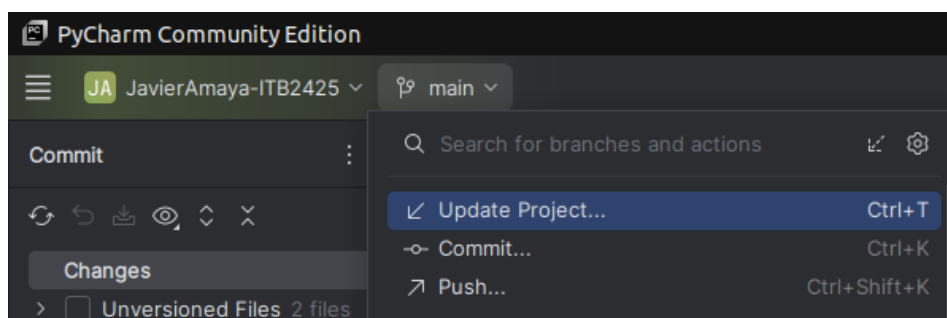 PC PyCharm Community Edition
JA JavierAmaya-ITB2425 main
Commit
Search for branches and actions
Update Project... Ctrl+T
Commit... Ctrl+K
Push... Ctrl+Shift+K
Changes
Unversioned Files 2 files